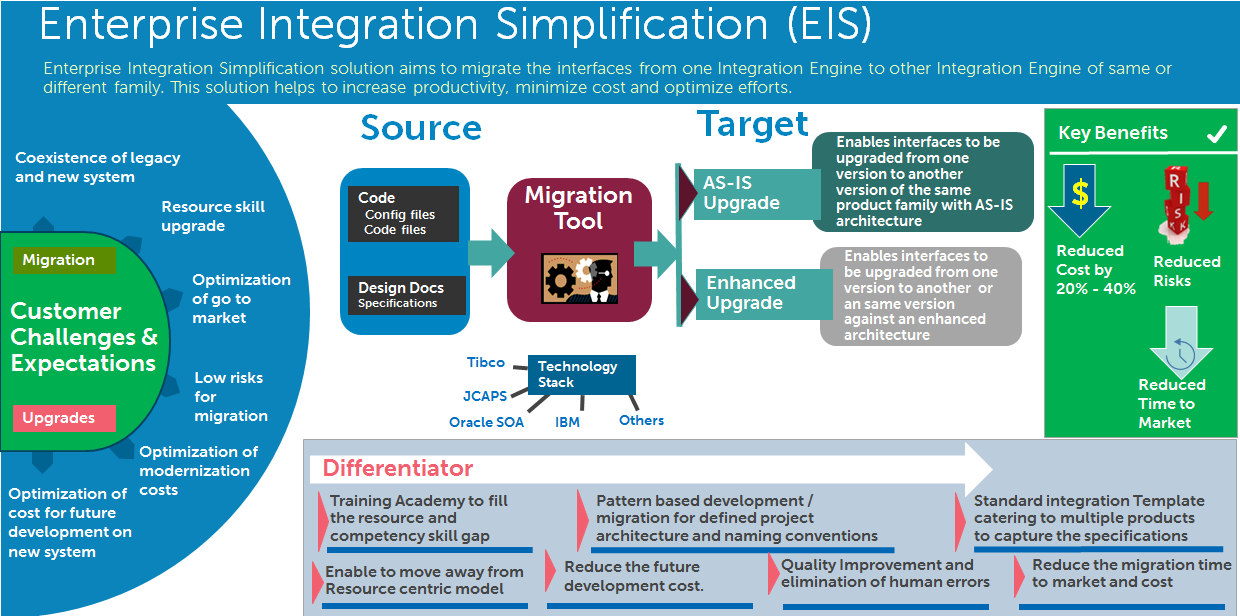 Enterprise Integration Simplification (EIS)
Enterprise Integration Simplification solution aims to migrate the interfaces from one Integration Engine to other Integration Engine of same or
different family. This solution helps to increase productivity, minimize cost and optimize efforts.
Coexistence of legacy
and new system
Resource skill
upgrade
Migration
Optimization
of go to
market
Customer
Challenges &
Expectations
Low risks
for
migration
Upgrades
Optimization of
modernization
costs
Optimization of
cost for future
development on
new system
Source
Code
Config files
Code files
Design Docs
Specifications
Migration
Tool
Target
AS-IS
Upgrade
Enables interfaces to be
upgraded from one
version to another
version of the same
product family with AS-IS
architecture
Enhanced
Upgrade
Enables interfaces to
be upgraded from one
version to another or
an same version
against an enhanced
architecture
Technology
Stack
Tibco
JCAPS
Oracle SOA
IBM
Others
Key Benefits
$
Reduced
Cost by
20% - 40%
RISK
Reduced
Risks
Reduced
Time to
Market
Differentiator
Training Academy to fill
the resource and
competency skill gap
Pattern based development /
migration for defined project
architecture and naming conventions
Standard integration Template
catering to multiple products
to capture the specifications
Enable to move away from
Resource centric model
Reduce the future
development cost.
Quality Improvement and
elimination of human errors
Reduce the migration time
to market and cost